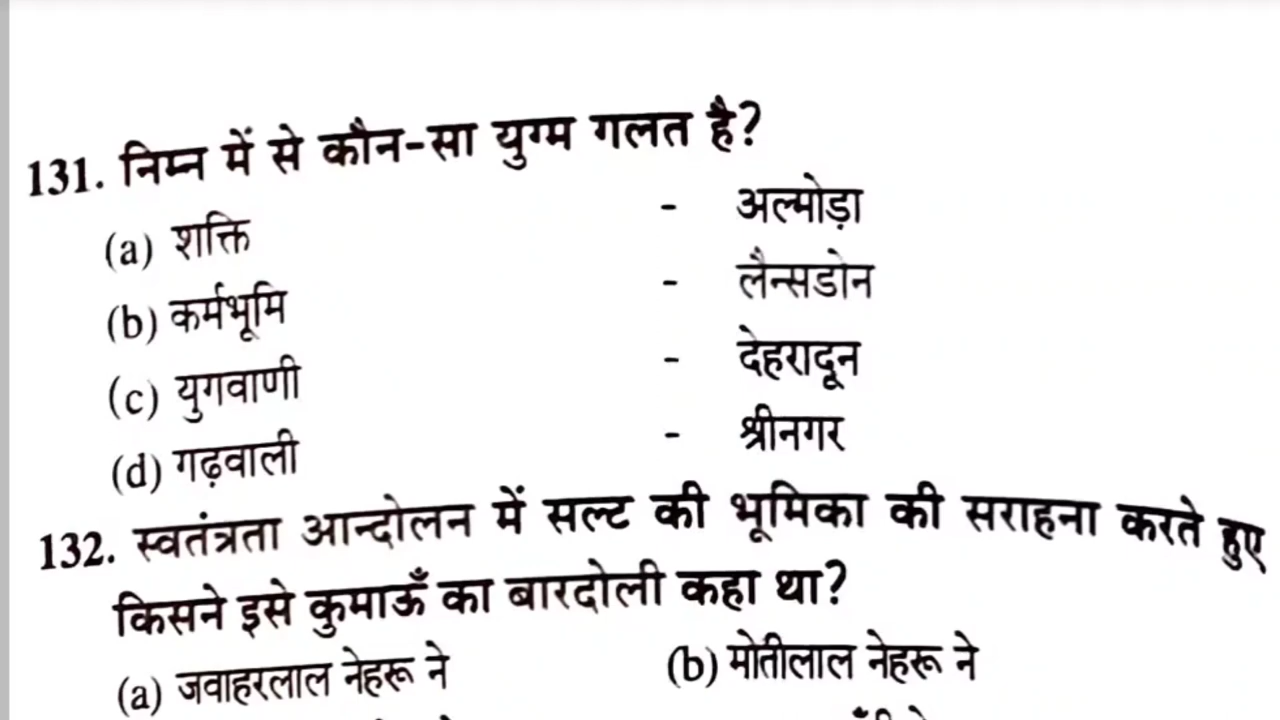 131. निम्न में से कौन-सा युग्म गलत है?
(a) शक्ति - अल्मोड़ा
(b) कर्मभूमि - लैन्सडोन
(c) युगवाणी - देहरादून
(d) गढ़वाली - श्रीनगर
132. स्वतंत्रता आन्दोलन में सल्ट की भूमिका की सराहना करते हुए
किसने इसे कुमाऊँ का बारदोली कहा था?
(a) जवाहरलाल नेहरू ने (b) मोतीलाल नेहरू ने